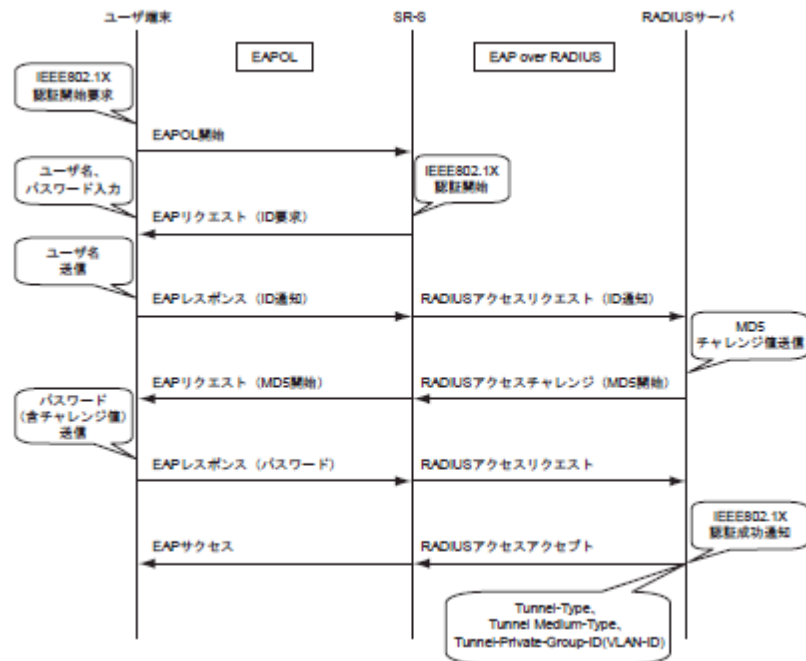 ユーザ端末
SR-S
RADIUSサーバ
EAPOL
EAP over RADIUS
IEEE802.1X
認証開始要求
EAPOL開始
ユーザ名、
パスワード入力
IEEE802.1X
認証開始
EAPリクエスト（ID要求）
ユーザ名
送信
EAPレスポンス（ID通知）
RADIUSアクセスリクエスト（ID通知）
MD5
チャレンジ値送信
EAPリクエスト（MD5開始）
RADIUSアクセスチャレンジ（MD5開始）
パスワード
（含チャレンジ値）
送信
EAPレスポンス（パスワード）
RADIUSアクセスリクエスト
IEEE802.1X
認証成功通知
EAPサクセス
RADIUSアクセスアクセプト
Tunnel-Type、
Tunnel Medium-Type、
Tunnel-Private-Group-ID(VLAN-ID)